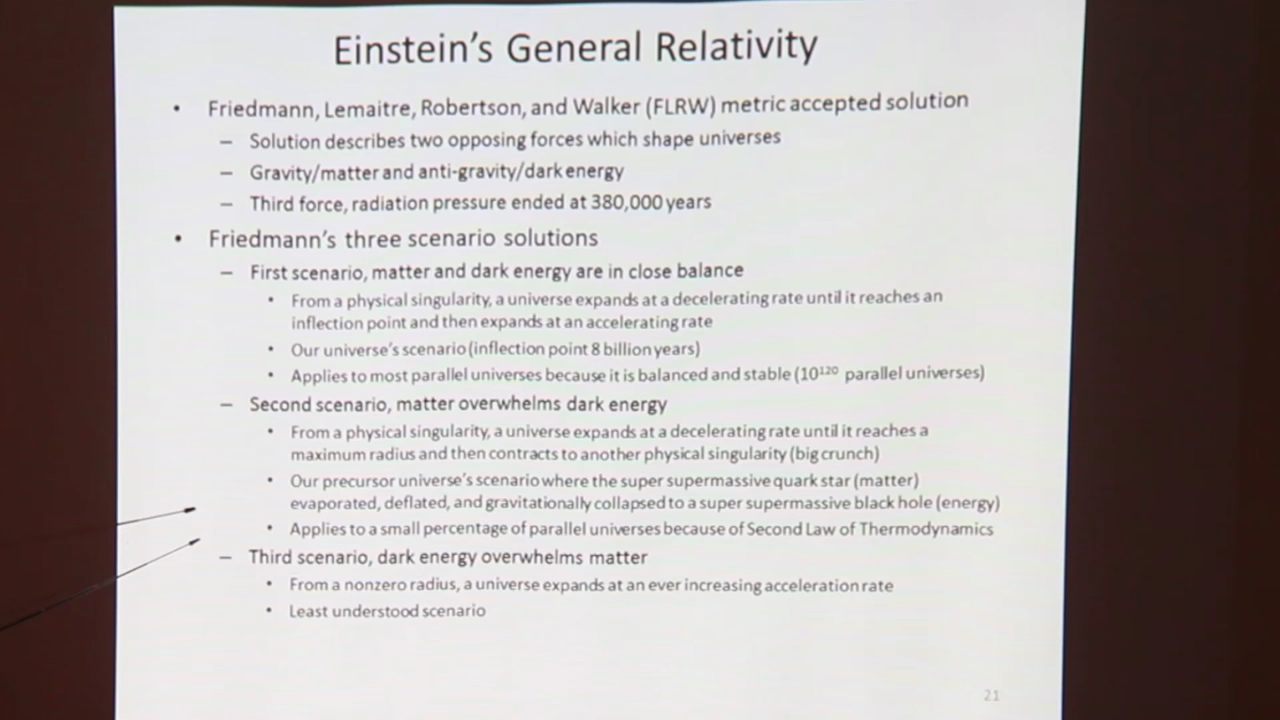 Einstein's General Relativity
• Friedmann, Lemaitre, Robertson, and Walker (FLRW) metric accepted solution
– Solution describes two opposing forces which shape universes
– Gravity/matter and anti-gravity/dark energy
– Third force, radiation pressure ended at 380,000 years
• Friedmann's three scenario solutions
– First scenario, matter and dark energy are in close balance
• From a physical singularity, a universe expands at a decelerating rate until it reaches an
inflection point and then expands at an accelerating rate
• Our universe's scenario (inflection point 8 billion years)
• Applies to most parallel universes because it is balanced and stable (10¹²⁰ parallel universes)
– Second scenario, matter overwhelms dark energy
• From a physical singularity, a universe expands at a decelerating rate until it reaches a
maximum radius and then contracts to another physical singularity (big crunch)
• Our precursor universe's scenario where the super supermassive quark star (matter)
evaporated, deflated, and gravitationally collapsed to a super supermassive black hole (energy)
• Applies to a small percentage of parallel universes because of Second Law of Thermodynamics
– Third scenario, dark energy overwhelms matter
• From a nonzero radius, a universe expands at an ever increasing acceleration rate
• Least understood scenario
21